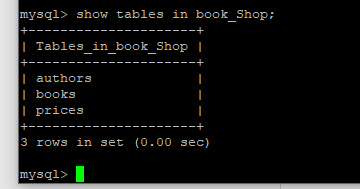 mysql> show tables in book_Shop;
+---------------------+
| Tables_in_book_Shop |
+---------------------+
| authors             |
| books               |
| prices              |
+---------------------+
3 rows in set (0.00 sec)
mysql>